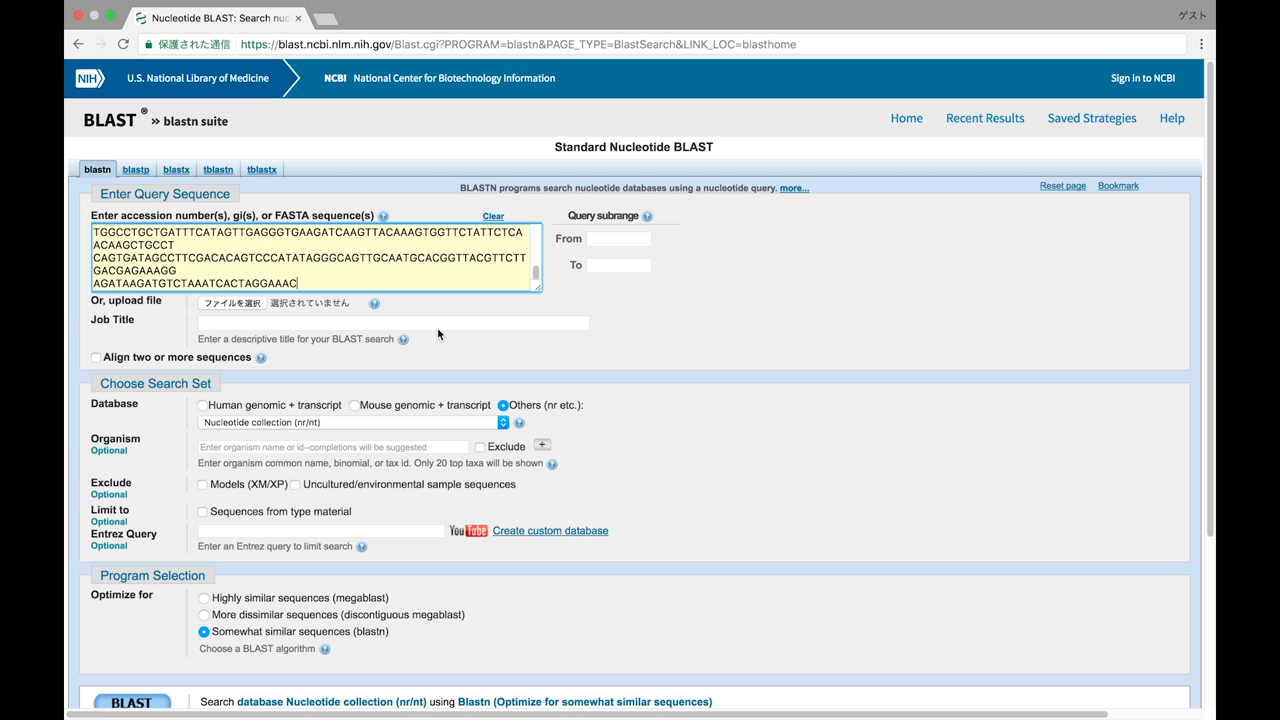 Nucleotide BLAST: Search nuc
ゲスト
保護された通信 https://blast.ncbi.nlm.nih.gov/Blast.cgi?PROGRAM=blastn&PAGE_TYPE=BlastSearch&LINK_LOC=blasthome
NIH U.S. National Library of Medicine NCBI National Center for Biotechnology Information Sign in to NCBI
BLAST ® » blastn suite Home Recent Results Saved Strategies Help
Standard Nucleotide BLAST
blastn blastp blastx tblastn tblastx
Enter Query Sequence BLASTN programs search nucleotide databases using a nucleotide query. more... Reset page Bookmark
Enter accession number(s), gi(s), or FASTA sequence(s) Clear Query subrange
TGGCCTGCTGATTTCATAGTTGAGGGTGAAGATCAAGTTACAAAGTGGTTCTATTCTCA
ACAAGCTGCCT
CAGTGATAGCCTTCGACACAGTCCCATATAGGGCAGTTGCAATGCACGGTTACGTTCTT
GACGAGAAAGG
AGATAAGATGTCTAAATCACTAGGAAAC
From
To
Or, upload file ファイルを選択 選択されていません
Job Title
Enter a descriptive title for your BLAST search
Align two or more sequences
Choose Search Set
Database Human genomic + transcript Mouse genomic + transcript Others (nr etc.):
Nucleotide collection (nr/nt)
Organism
Optional
Enter organism name or id--completions will be suggested Exclude +
Enter organism common name, binomial, or tax id. Only 20 top taxa will be shown
Exclude Models (XM/XP) Uncultured/environmental sample sequences
Optional
Limit to Sequences from type material
Optional
Entrez Query YouTube Create custom database
Optional Enter an Entrez query to limit search
Program Selection
Optimize for Highly similar sequences (megablast)
More dissimilar sequences (discontiguous megablast)
Somewhat similar sequences (blastn)
Choose a BLAST algorithm
BLAST Search database Nucleotide collection (nr/nt) using Blastn (Optimize for somewhat similar sequences)